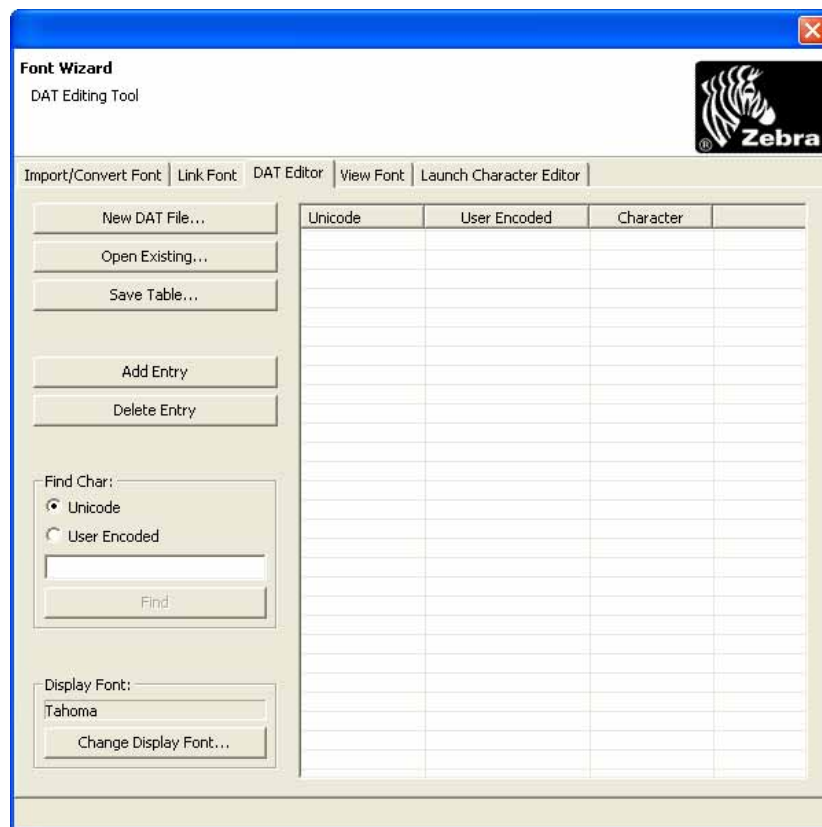 Font Wizard
DAT Editing Tool
® Zebra
Import/Convert Font Link Font DAT Editor View Font Launch Character Editor
New DAT File...
Open Existing...
Save Table...
Add Entry
Delete Entry
Find Char:
Unicode
User Encoded
Find
Display Font:
Tahoma
Change Display Font...
Unicode User Encoded Character